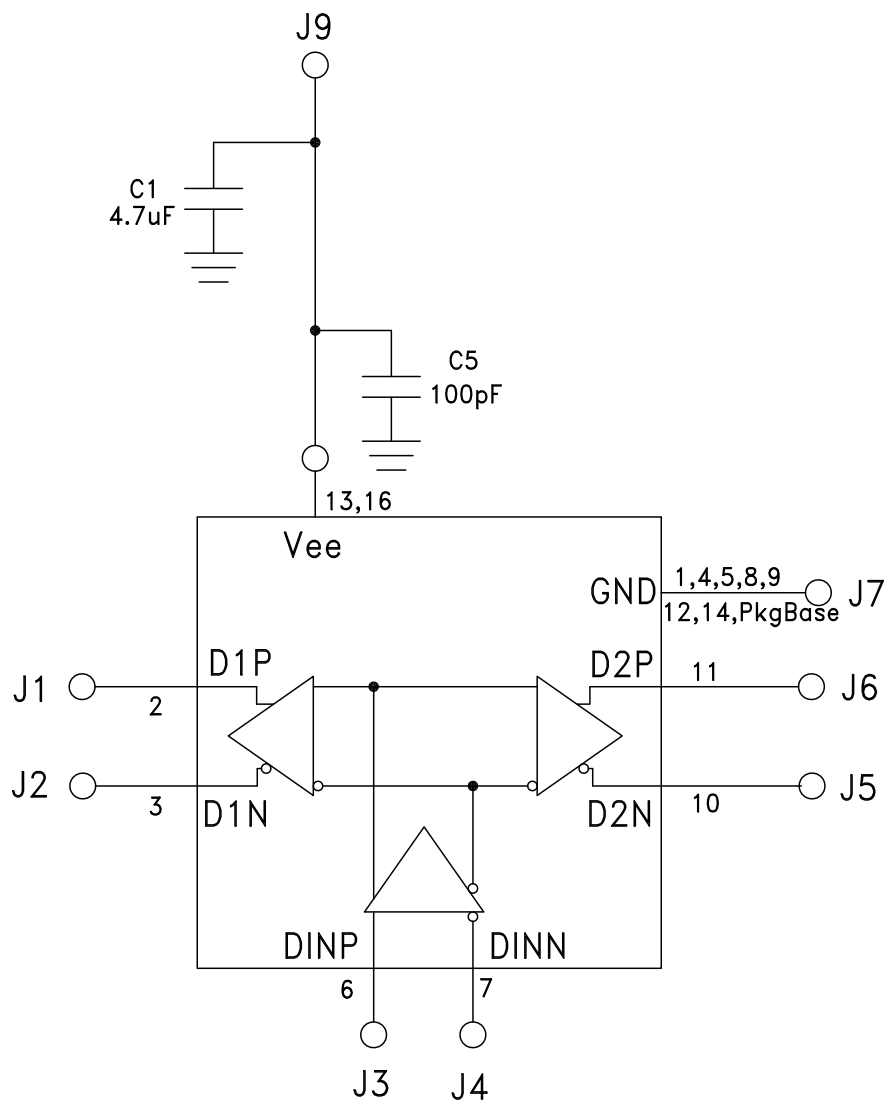 J9
C1
4.7uF
C5
100pF
13,16
Vee
GND
1,4,5,8,9
J7
12,14,PkgBase
D1P
D2P
11
J1
2
J6
J2
3
D1N
D2N
10
J5
DINP
DINN
6
7
J3
J4